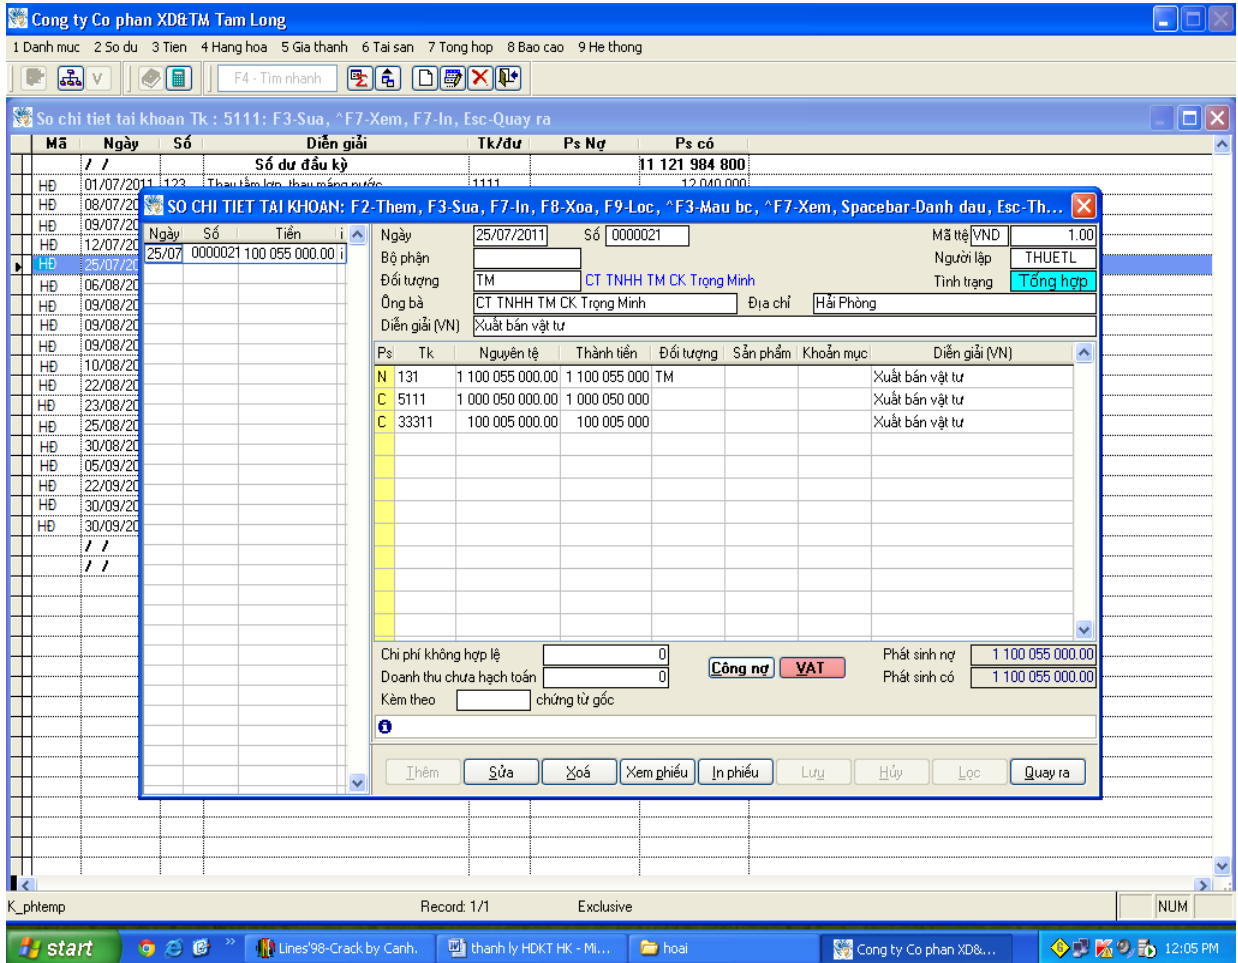 Cong ty Co phan XD&TM Tam Long
1 Danh muc 2 So du 3 Tien 4 Hang hoa 5 Gia thanh 6 Tai san 7 Tong hop 8 Bao cao 9 He thong
V F4 - Tim nhanh
So chi tiet tai khoan Tk : 5111: F3-Sua, ^F7-Xem, F7-In, Esc-Quay ra
Mã Ngày Số Diễn giải Tk/đư Ps Nợ Ps có
/ / Số dư đầu kỳ 11 121 984 800
HĐ 01/07/2011 123 Thay tấm lợp, thay máng nước 1111 12 040 000
HĐ 08/07/20
HĐ 09/07/20
HĐ 12/07/20
HĐ 25/07/20
HĐ 06/08/20
HĐ 09/08/20
HĐ 09/08/20
HĐ 09/08/20
HĐ 10/08/20
HĐ 22/08/20
HĐ 23/08/20
HĐ 25/08/20
HĐ 30/08/20
HĐ 05/09/20
HĐ 22/09/20
HĐ 30/09/20
HĐ 30/09/20
/ /
/ /
SO CHI TIET TAI KHOAN: F2-Them, F3-Sua, F7-In, F8-Xoa, F9-Loc, ^F3-Mau bc, ^F7-Xem, Spacebar-Danh dau, Esc-Th...
Ngày Số Tiền i
25/07 0000021 100 055 000.00 i
Ngày 25/07/2011 Số 0000021 Mã ttệ VND 1.00
Bộ phận Người lập THUETL
Đối tượng TM CT TNHH TM CK Trọng Minh Tình trạng Tổng hợp
Ông bà CT TNHH TM CK Trọng Minh Địa chỉ Hải Phòng
Diễn giải (VN) Xuất bán vật tư
Ps Tk Nguyên tệ Thành tiền Đối tượng Sản phẩm Khoản mục Diễn giải (VN)
N 131 1 100 055 000.00 1 100 055 000 TM Xuất bán vật tư
C 5111 1 000 050 000.00 1 000 050 000 Xuất bán vật tư
C 33311 100 005 000.00 100 005 000 Xuất bán vật tư
Chi phí không hợp lệ 0 Công nợ VAT Phát sinh nợ 1 100 055 000.00
Doanh thu chưa hạch toán 0 Phát sinh có 1 100 055 000.00
Kèm theo chứng từ gốc
Thêm Sửa Xoá Xem phiếu In phiếu Lưu Hủy Lọc Quay ra
K_phtemp Record: 1/1 Exclusive NUM
start Lines'98-Crack by Canh. thanh ly HDKT HK - Mi... hoai Cong ty Co phan XD&... 12:05 PM